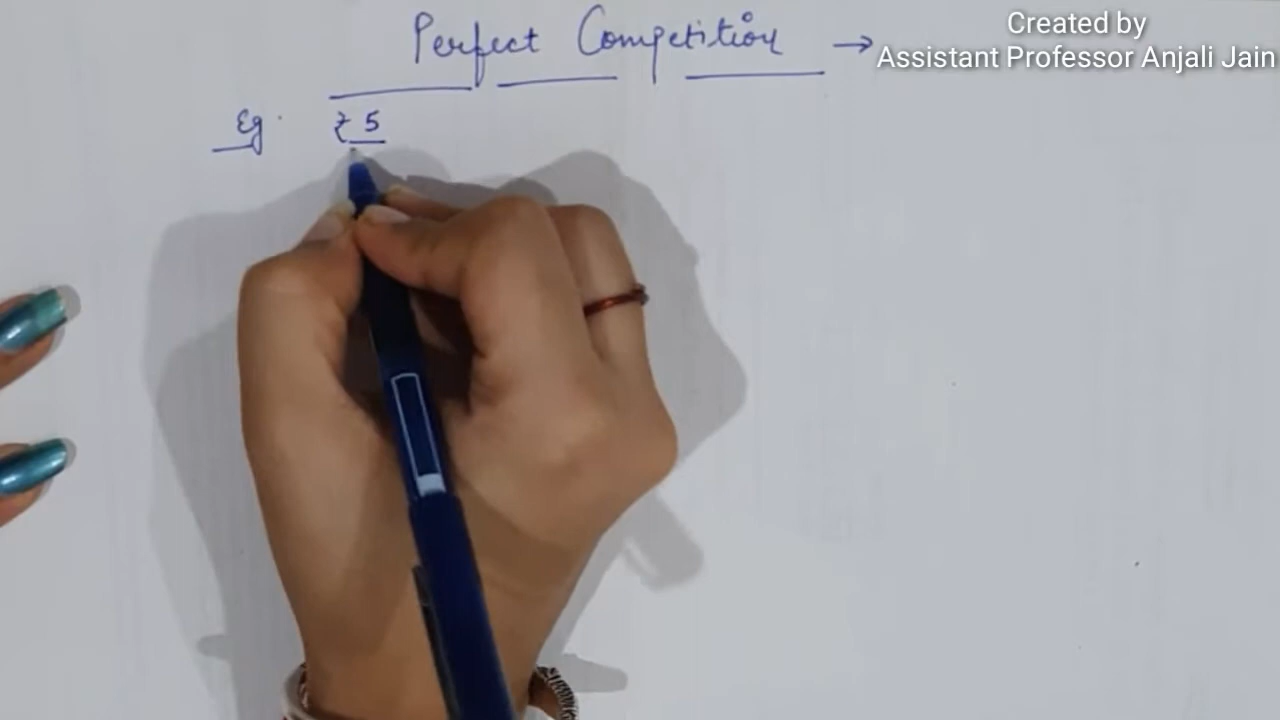 Perfect Competition →
Created by
Assistant Professor Anjali Jain
Eg. ₹ 5